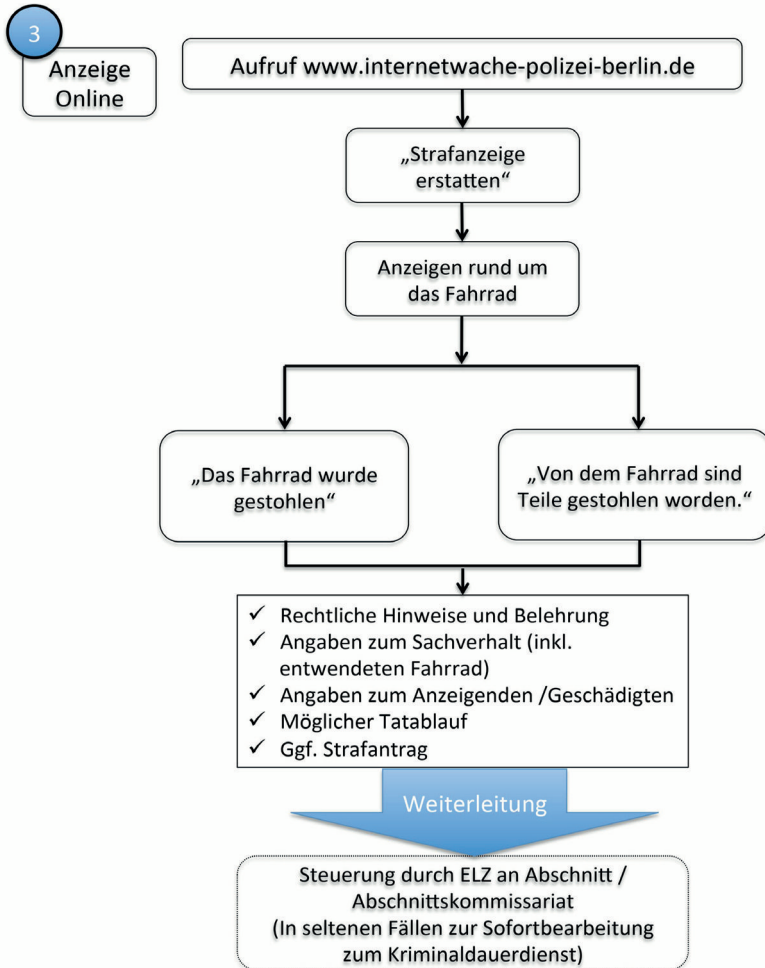 3
Anzeige
Online
Aufruf www.internetwache-polizei-berlin.de
„Strafanzeige
erstatten“
Anzeigen rund um
das Fahrrad
„Das Fahrrad wurde
gestohlen“
„Von dem Fahrrad sind
Teile gestohlen worden.“
✓ Rechtliche Hinweise und Belehrung
✓ Angaben zum Sachverhalt (inkl.
entwendeten Fahrrad)
✓ Angaben zum Anzeigenden /Geschädigten
✓ Möglicher Tatablauf
✓ Ggf. Strafantrag
Weiterleitung
Steuerung durch ELZ an Abschnitt /
Abschnittskommissariat
(In seltenen Fällen zur Sofortbearbeitung
zum Kriminaldauerdienst)